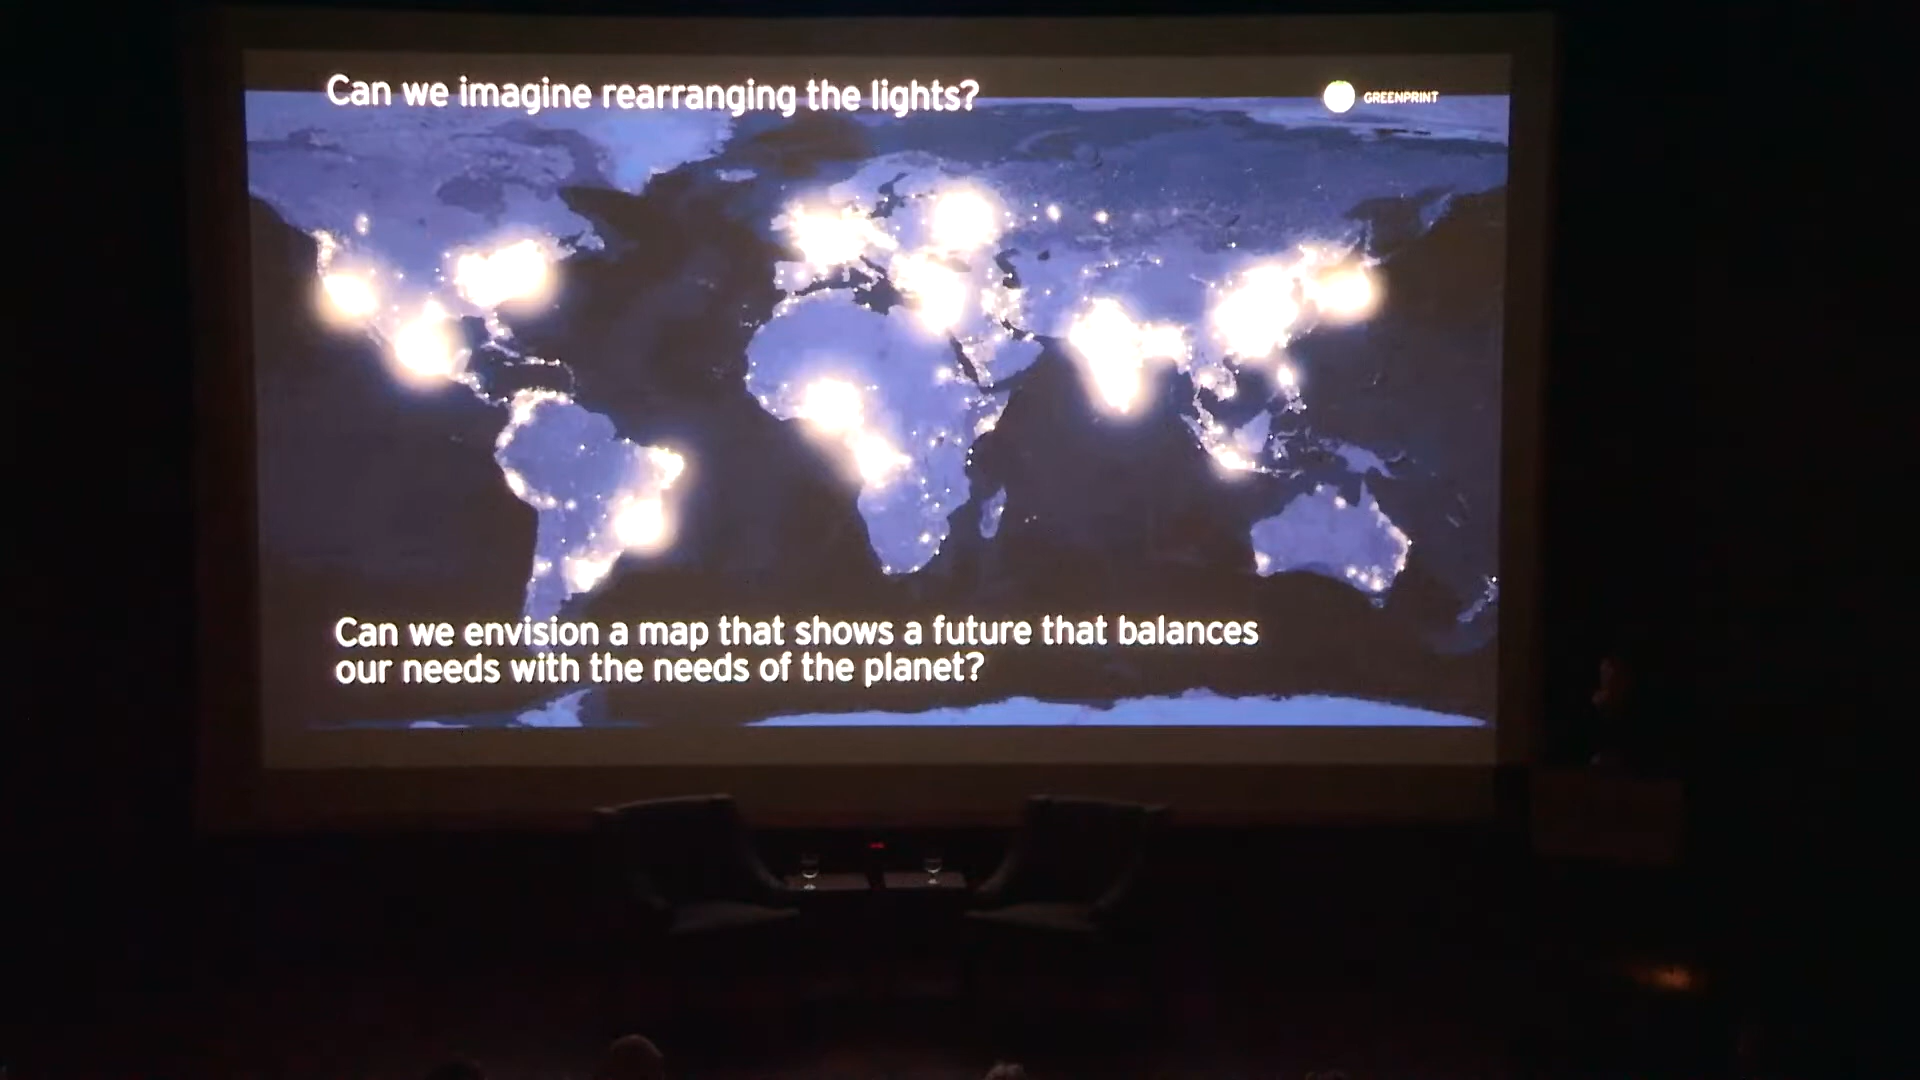 Can we imagine rearranging the lights?
GREENPRINT
Can we envision a map that shows a future that balances
our needs with the needs of the planet?